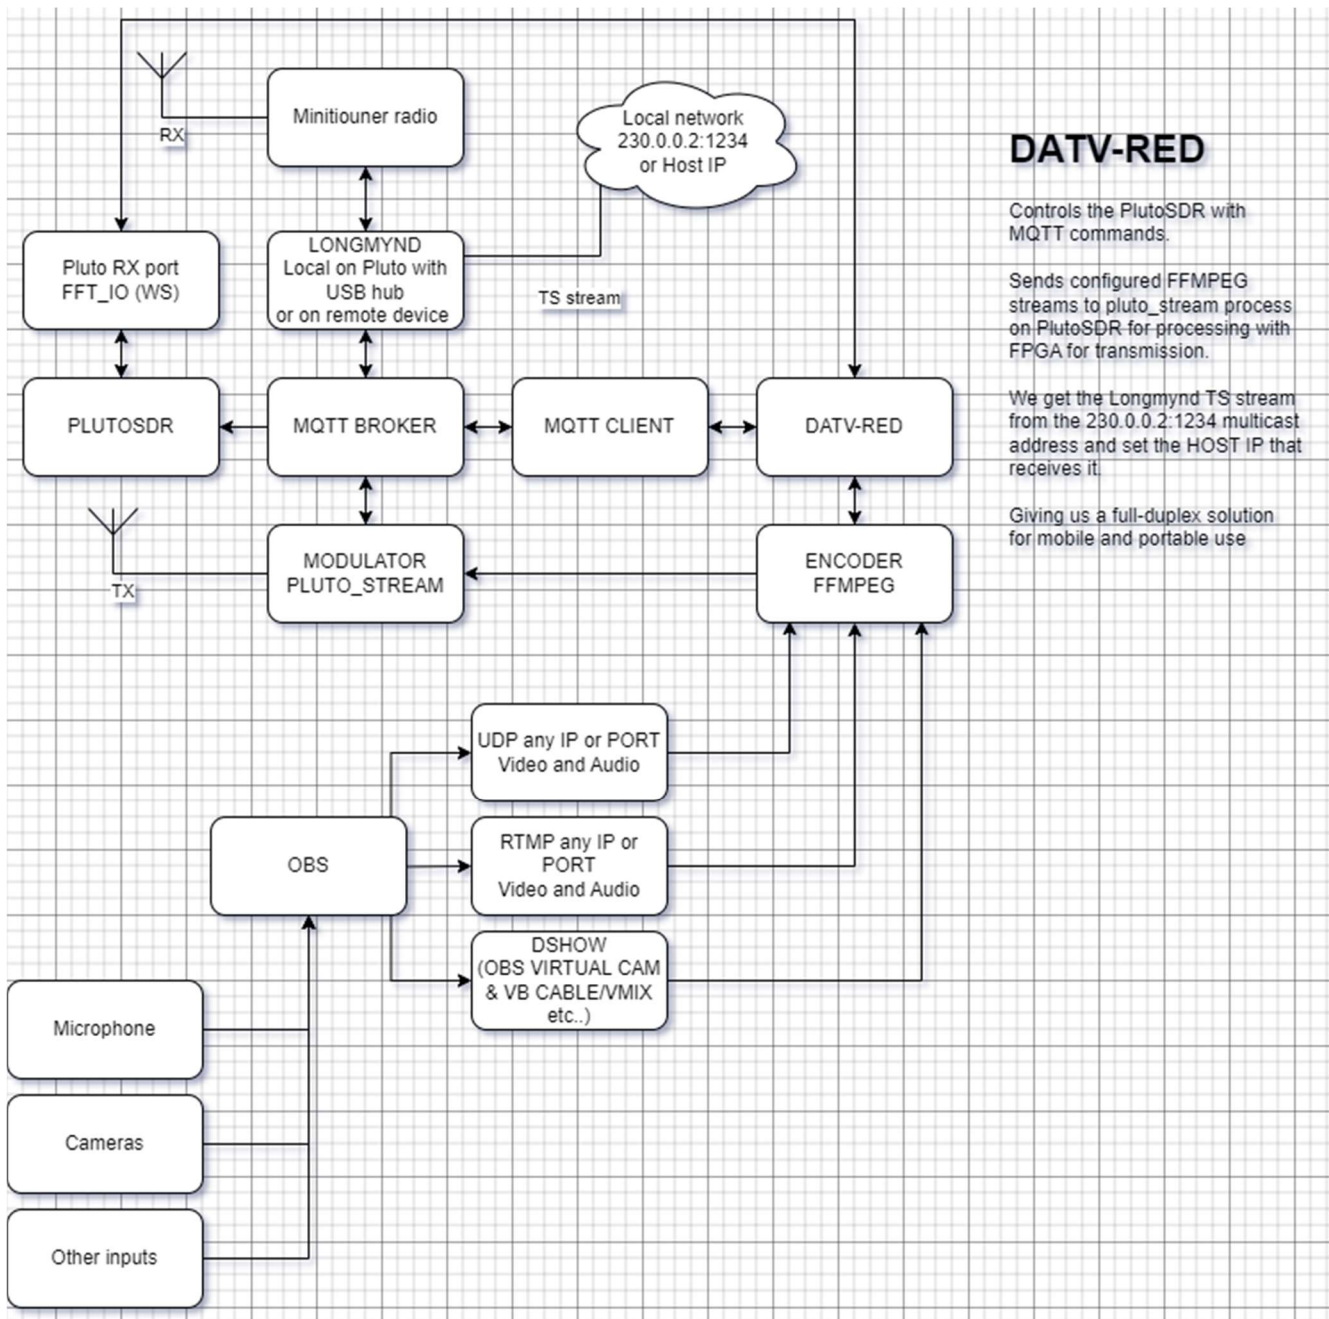 Minitiouner radio
RX
Local network
230.0.0.2:1234
or Host IP
DATV-RED
Controls the PlutoSDR with
MQTT commands.
Sends configured FFMPEG
streams to pluto_stream process
on PlutoSDR for processing with
FPGA for transmission.
We get the Longmynd TS stream
from the 230.0.0.2:1234 multicast
address and set the HOST IP that
receives it.
Giving us a full-duplex solution
for mobile and portable use
Pluto RX port
FFT_IO (WS)
LONGMYND
Local on Pluto with
USB hub
or on remote device
TS stream
PLUTOSDR
MQTT BROKER
MQTT CLIENT
DATV-RED
TX
MODULATOR
PLUTO_STREAM
ENCODER
FFMPEG
UDP any IP or PORT
Video and Audio
OBS
RTMP any IP or
PORT
Video and Audio
DSHOW
(OBS VIRTUAL CAM
& VB CABLE/VMIX
etc..)
Microphone
Cameras
Other inputs